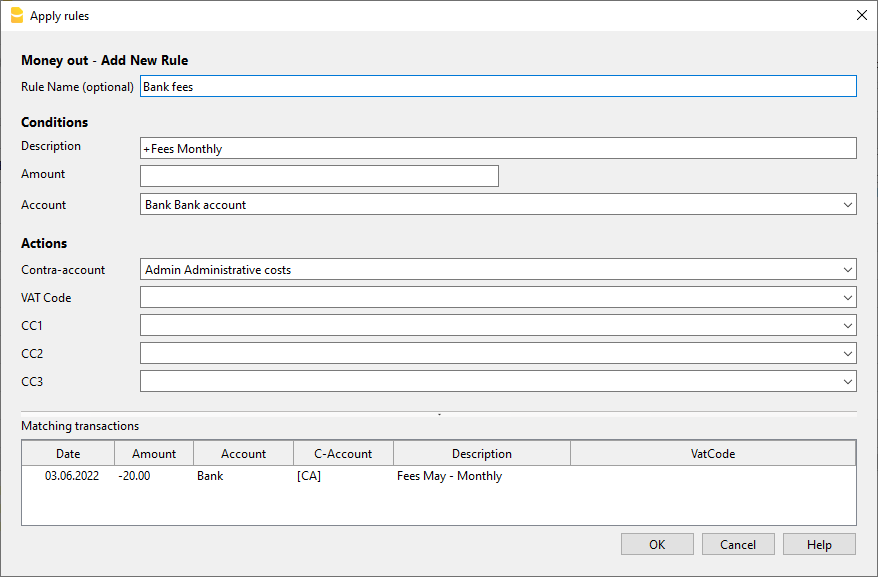 Apply rules
Money out - Add New Rule
Rule Name (optional) Bank fees
Conditions
Description +Fees Monthly
Amount
Account Bank Bank account
Actions
Contra-account Admin Administrative costs
VAT Code
CC1
CC2
CC3
Matching transactions
Date Amount Account C-Account Description VatCode
03.06.2022 -20.00 Bank [CA] Fees May - Monthly
OK Cancel Help